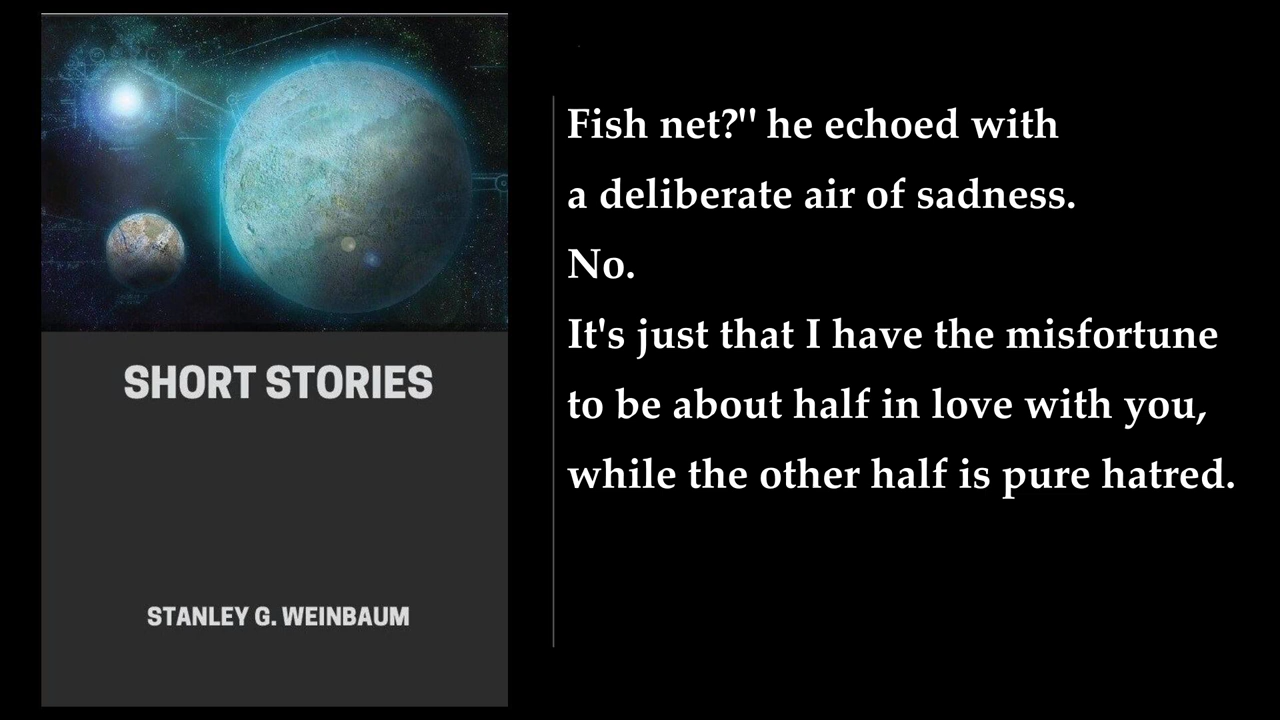 SHORT STORIES
STANLEY G. WEINBAUM
Fish net?" he echoed with
a deliberate air of sadness.
No.
It's just that I have the misfortune
to be about half in love with you,
while the other half is pure hatred.